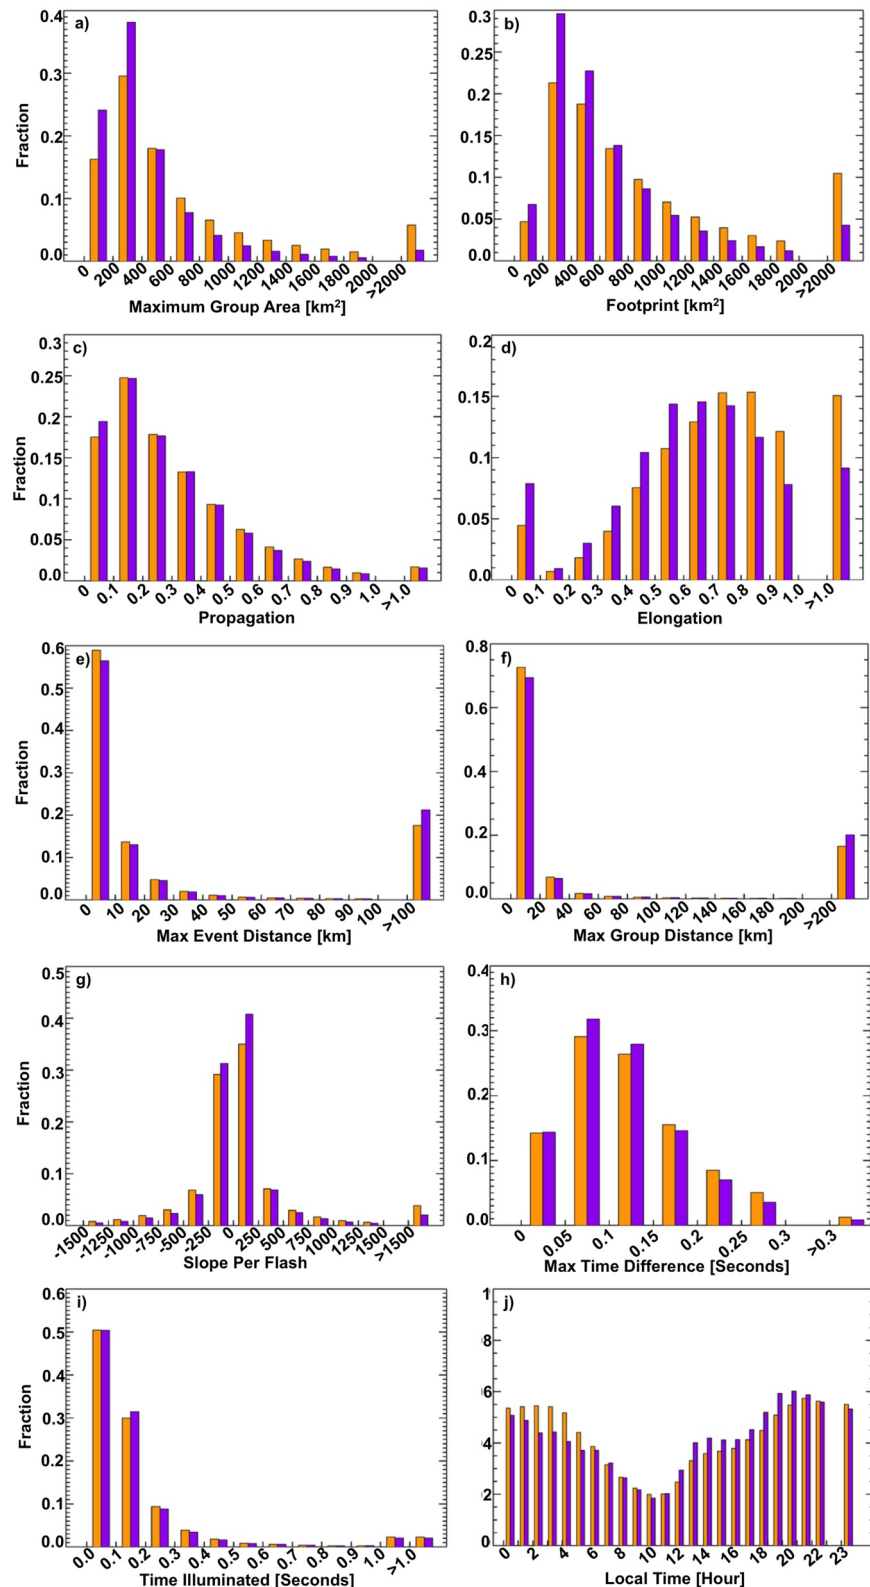 a)
0.4
0.3
0.2
0.1
0.0
Fraction
0 200 400 600 800 1000 1200 1400 1600 1800 2000 >2000
Maximum Group Area [km²]
b)
0.3
0.25
0.2
0.15
0.1
0.05
0.0
0 200 400 600 800 1000 1200 1400 1600 1800 2000 >2000
Footprint [km²]
c)
0.3
0.25
0.2
0.15
0.1
0.05
0.0
Fraction
0 0.1 0.2 0.3 0.4 0.5 0.6 0.7 0.8 0.9 1.0 >1.0
Propagation
d)
0.2
0.15
0.1
0.05
0.0
0 0.1 0.2 0.3 0.4 0.5 0.6 0.7 0.8 0.9 1.0 >1.0
Elongation
e)
0.6
0.5
0.4
0.3
0.2
0.1
0.0
Fraction
0 10 20 30 40 50 60 70 80 90 100 >100
Max Event Distance [km]
f)
0.8
0.6
0.4
0.2
0.0
0 20 40 60 80 100 120 140 160 180 200 >200
Max Group Distance [km]
g)
0.5
0.4
0.3
0.2
0.1
0.0
Fraction
-1500 -1250 -1000 -750 -500 -250 0 250 500 750 1000 1250 1500 >1500
Slope Per Flash
h)
0.4
0.3
0.2
0.1
0.0
0 0.05 0.1 0.15 0.2 0.25 0.3 >0.3
Max Time Difference [Seconds]
i)
0.6
0.5
0.4
0.3
0.2
0.1
0.0
Fraction
0.0 0.1 0.2 0.3 0.4 0.5 0.6 0.7 0.8 0.9 1.0 >1.0
Time Illuminated [Seconds]
j)
1
8
6
4
2
0
0 2 4 6 8 10 12 14 16 18 20 22 23
Local Time [Hour]